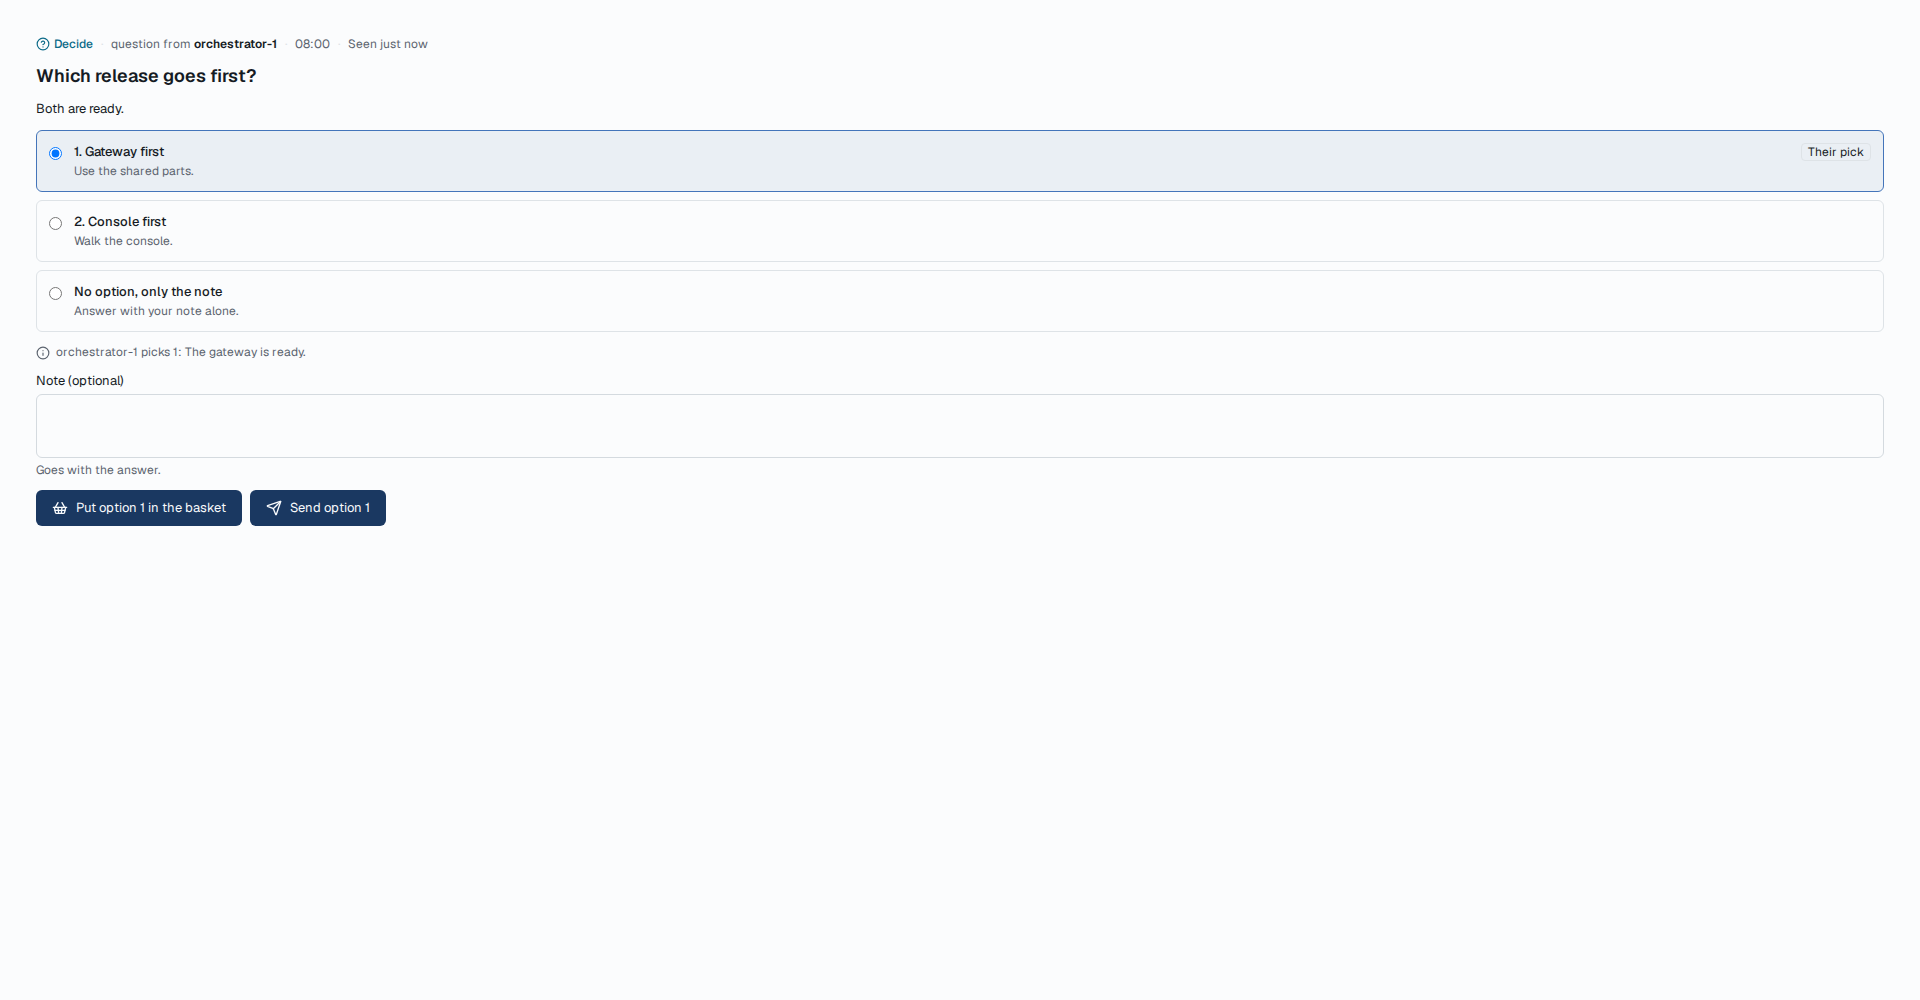 Decide · question from orchestrator-1 · 08:00 · Seen just now
Which release goes first?
Both are ready.
1. Gateway first
Their pick
Use the shared parts.
2. Console first
Walk the console.
No option, only the note
Answer with your note alone.
orchestrator-1 picks 1: The gateway is ready.
Note (optional)
Goes with the answer.
Put option 1 in the basket
Send option 1